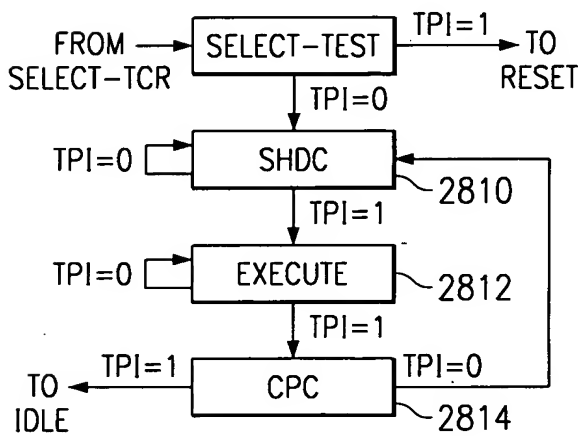 FROM
SELECT-TCR
SELECT-TEST
TPI=1
TO
RESET
TPI=0
TPI=0
SHDC
2810
TPI=1
TPI=0
EXECUTE
2812
TPI=1
TPI=1
CPC
TPI=0
TO
IDLE
2814